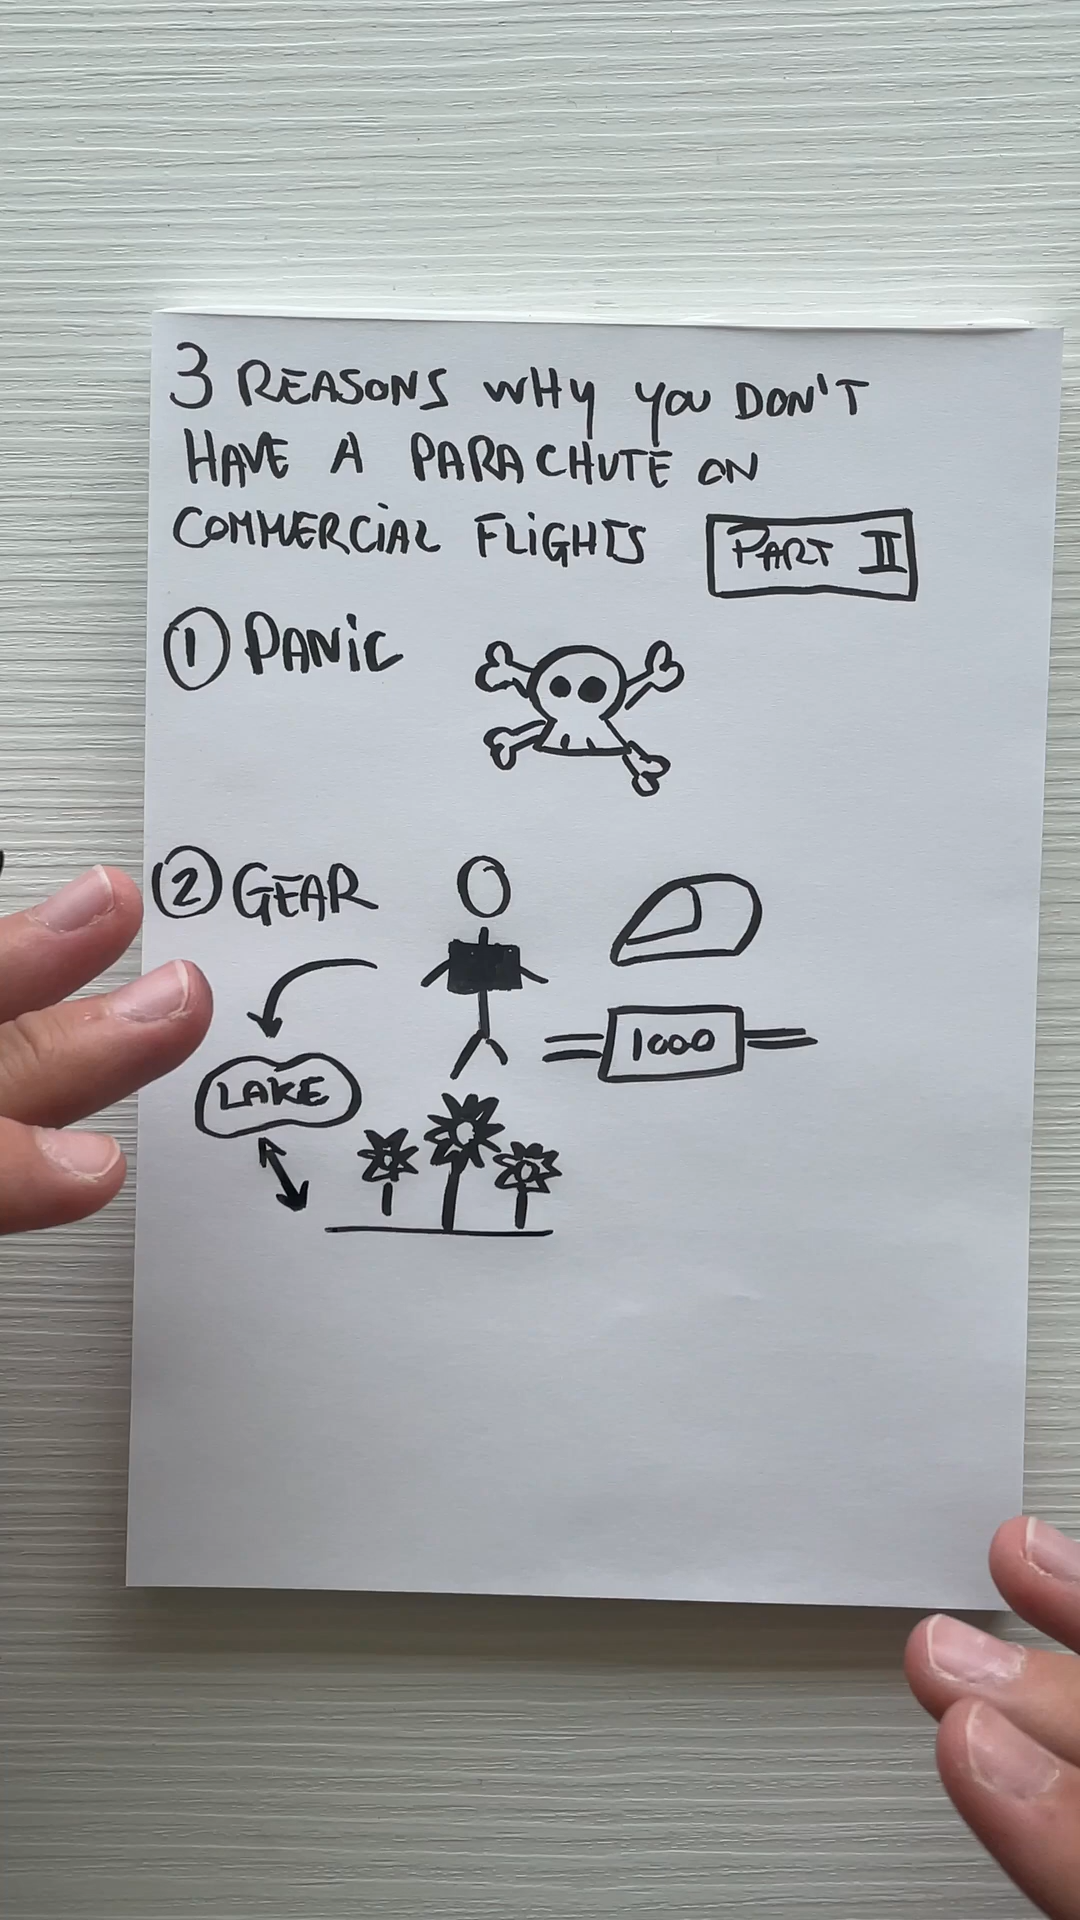 3 REASONS WHY YOU DON'T
HAVE A PARACHUTE ON
COMMERCIAL FLIGHTS PART II
1 PANIC
2 GEAR
1000
LAKE